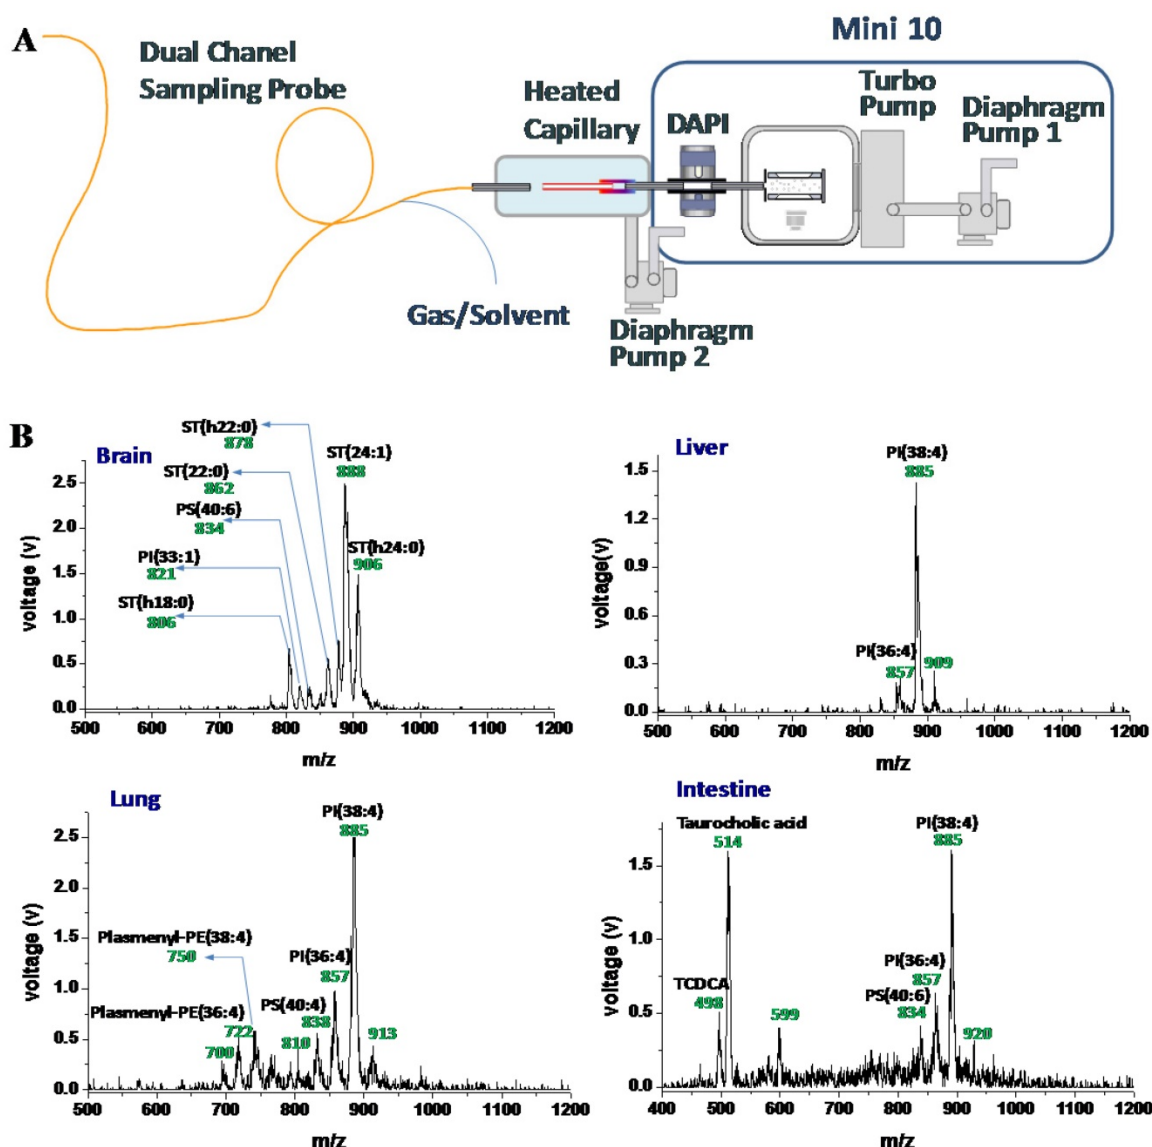 A
Dual Chanel
Sampling Probe
Gas/Solvent
Heated
Capillary
Diaphragm
Pump 2
Mini 10
DAPI
Turbo
Pump
Diaphragm
Pump 1
B
Brain
ST(h22:0)
878
ST(22:0)
862
PS(40:6)
834
PI(33:1)
821
ST(h18:0)
806
ST(24:1)
888
ST(h24:0)
906
voltage (v)
2.5
2.0
1.5
1.0
0.5
0.0
500 600 700 800 900 1000 1100 1200
m/z
Liver
PI(38:4)
885
PI(36:4)
857
909
voltage(v)
1.5
1.2
0.9
0.6
0.3
0.0
500 600 700 800 900 1000 1100 1200
m/z
Lung
PI(38:4)
885
Plasmenyl-PE(38:4)
750
PI(36:4)
857
Plasmenyl-PE(36:4)
722
700
PS(40:4)
838
810
913
voltage (v)
2.5
2.0
1.5
1.0
0.5
0.0
500 600 700 800 900 1000 1100 1200
m/z
Intestine
Taurocholic acid
514
PI(38:4)
885
TCDCA
498
599
PI(36:4)
857
PS(40:6)
834
920
voltage (v)
1.5
1.0
0.5
0.0
400 500 600 700 800 900 1000 1100 1200
m/z